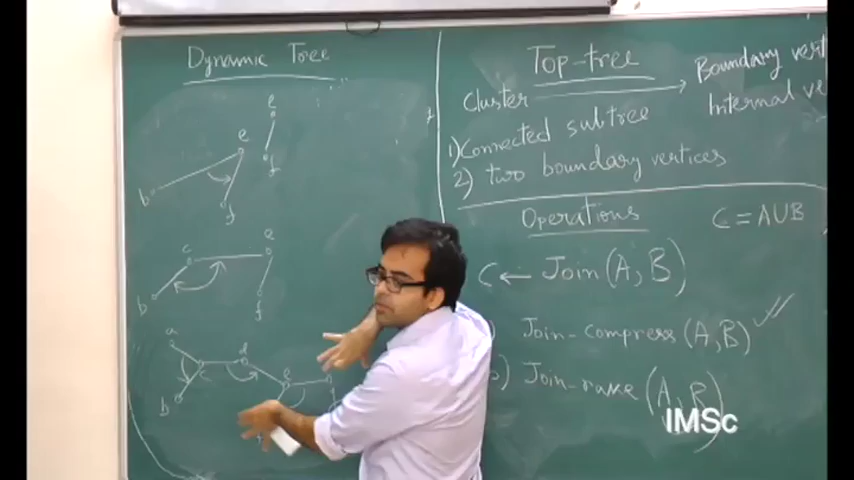 Dynamic Tree
e
e
f
b
f
c
e
b
f
a
d
e
b
Top-tree
Cluster
Boundary vert
Internal ve
1) Connected subtree
2) two boundary vertices
Operations
C = A U B
C ← Join (A, B)
Join-compress (A, B) ✓
) Join-rake (A, B)
IMSc